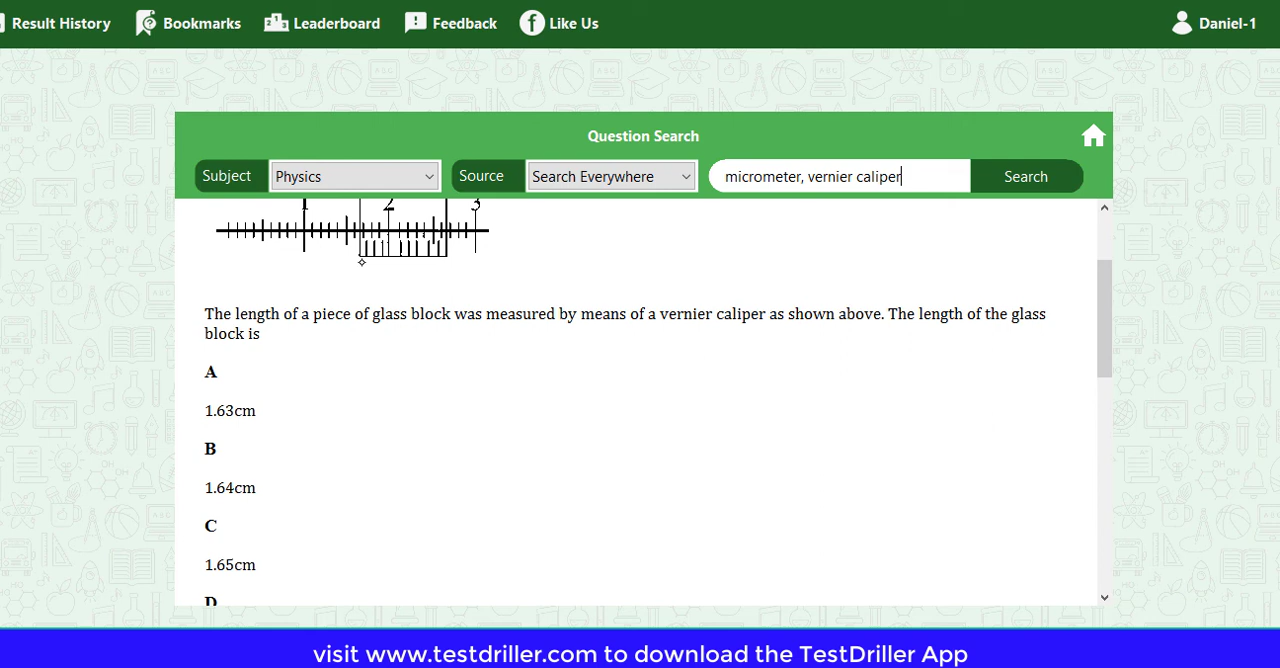 Result History Bookmarks Leaderboard Feedback Like Us Daniel-1
Question Search
Subject Physics Source Search Everywhere micrometer, vernier caliper Search
1 2 3
The length of a piece of glass block was measured by means of a vernier caliper as shown above. The length of the glass
block is
A
1.63cm
B
1.64cm
C
1.65cm
D
visit www.testdriller.com to download the TestDriller App